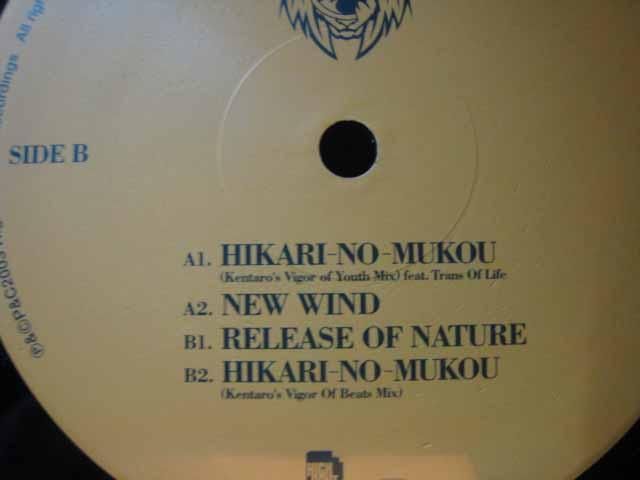 SIDE B
A1. HIKARI-NO-MUKOU
(Kentaro's Vigor of Youth Mix) feat. Trans Of Life
A2. NEW WIND
B1. RELEASE OF NATURE
B2. HIKARI-NO-MUKOU
(Kentaro's Vigor Of Beats Mix)